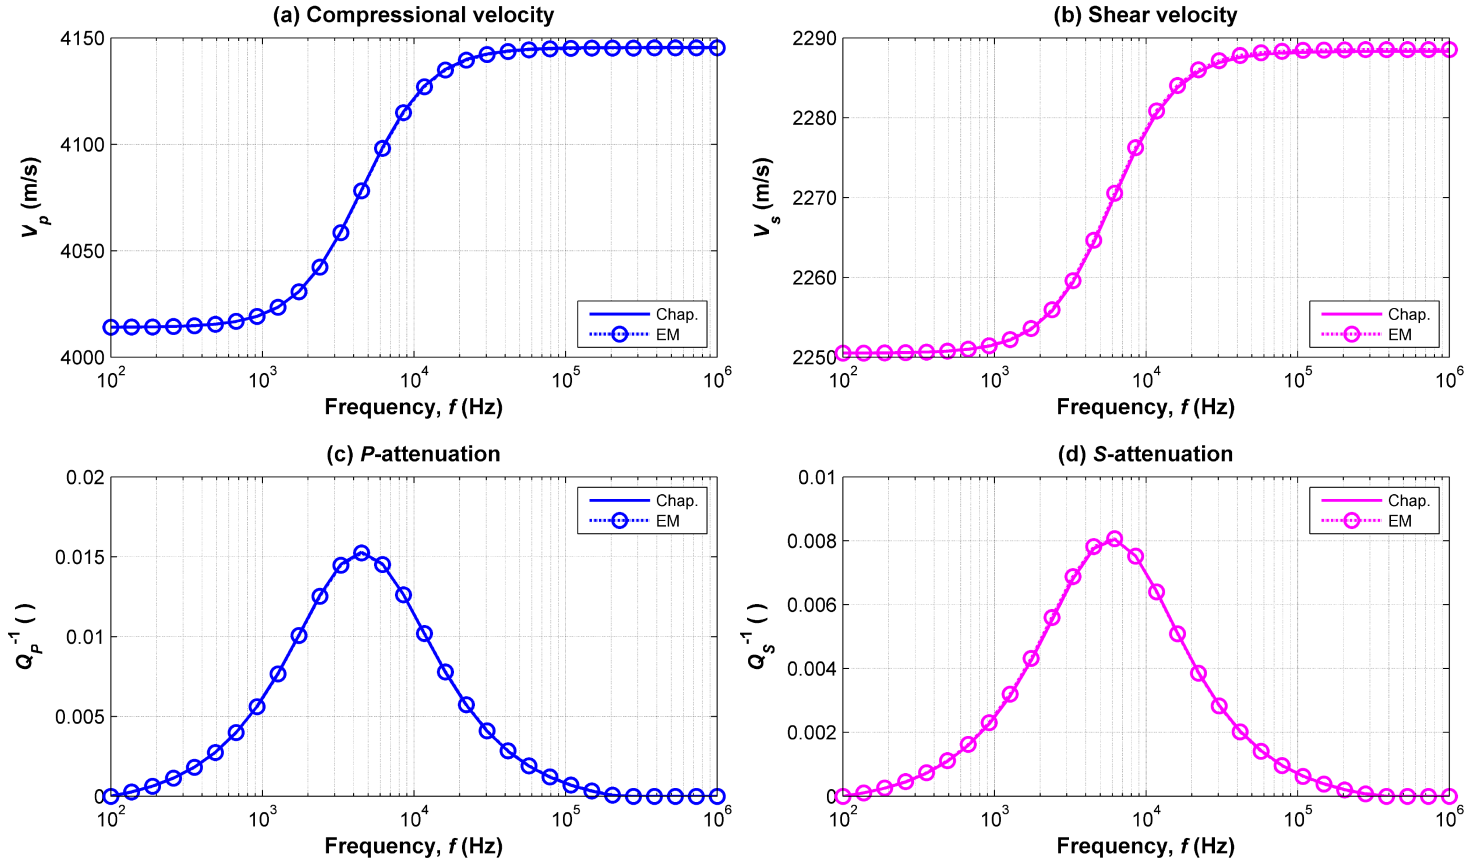 (a) Compressional velocity
4150
4100
4050
4000
V_p (m/s)
10^2 10^3 10^4 10^5 10^6
Frequency, f (Hz)
Chap.
EM
(b) Shear velocity
2290
2280
2270
2260
2250
V_s (m/s)
10^2 10^3 10^4 10^5 10^6
Frequency, f (Hz)
Chap.
EM
(c) P-attenuation
0.02
0.015
0.01
0.005
0
Q_P^-1 ( )
10^2 10^3 10^4 10^5 10^6
Frequency, f (Hz)
Chap.
EM
(d) S-attenuation
0.01
0.008
0.006
0.004
0.002
0
Q_S^-1 ( )
10^2 10^3 10^4 10^5 10^6
Frequency, f (Hz)
Chap.
EM